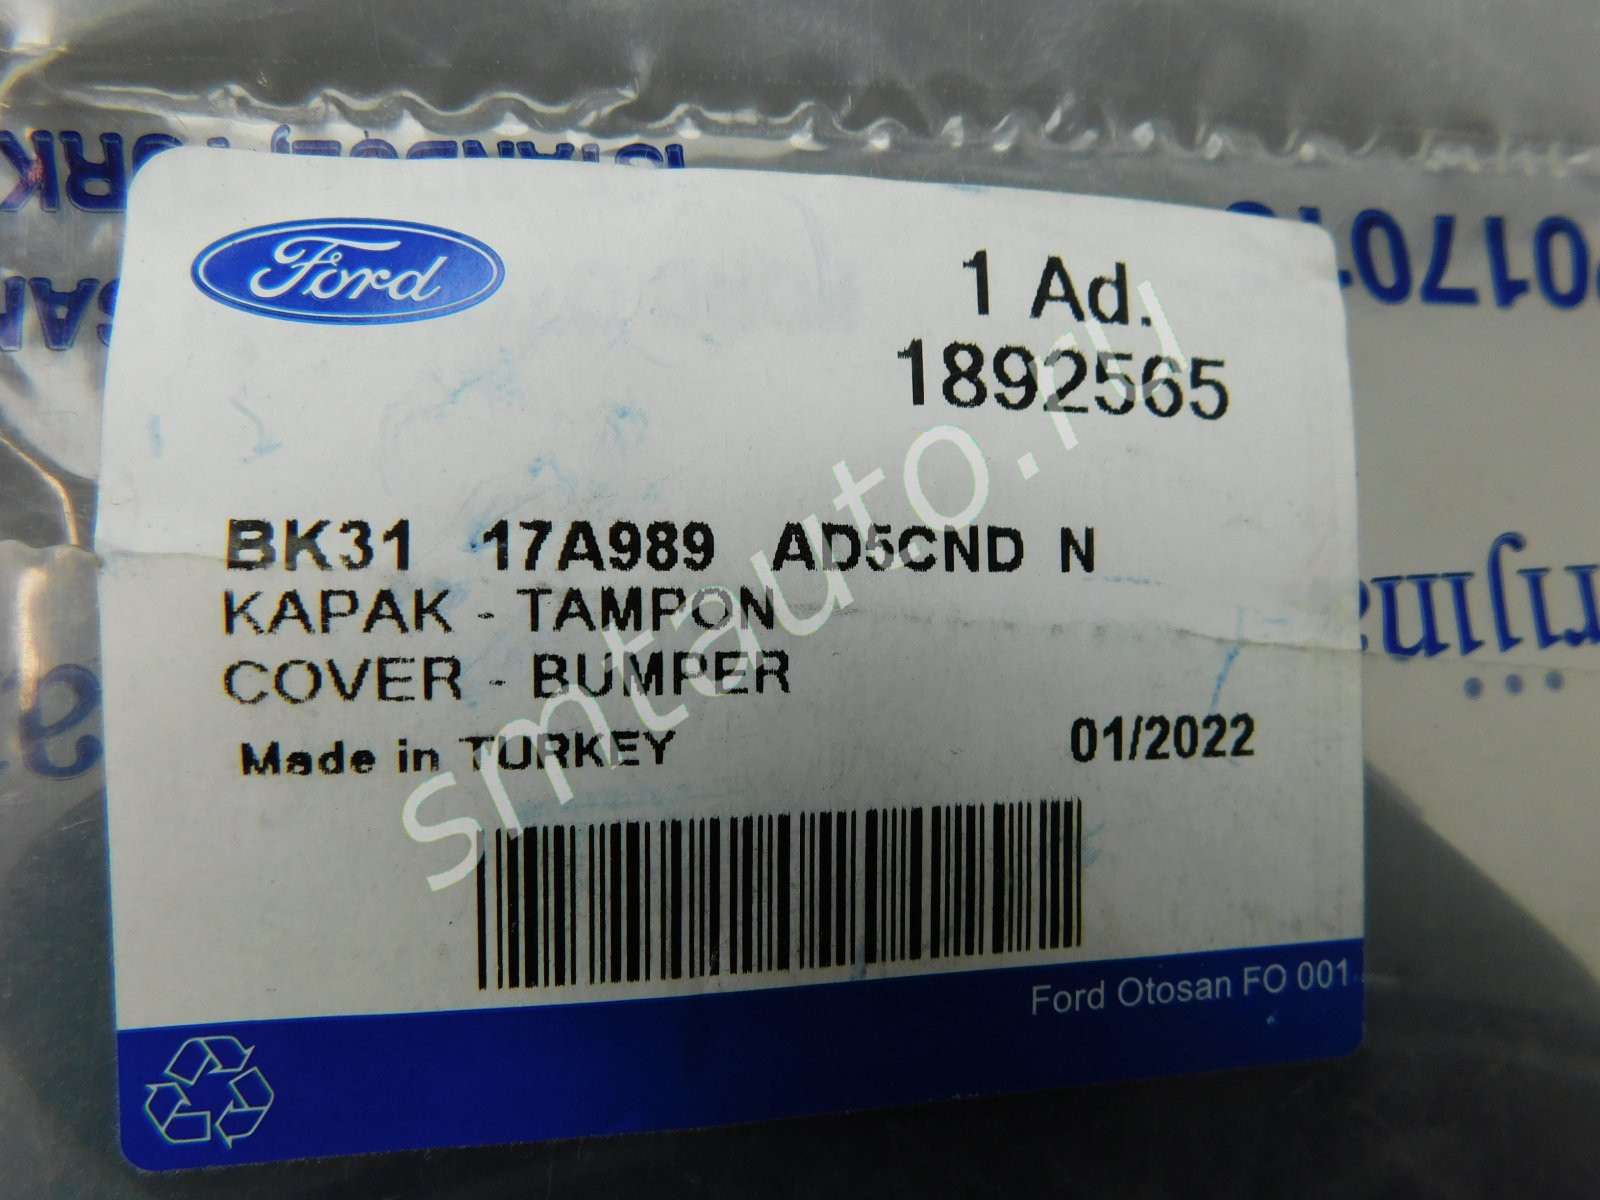 Ford
1 Ad.
1892565
BK31 17A989 AD5CND N
KAPAK - TAMPON
COVER - BUMPER
Made in TURKEY
01/2022
Ford Otosan FO 001
smtauto.ru